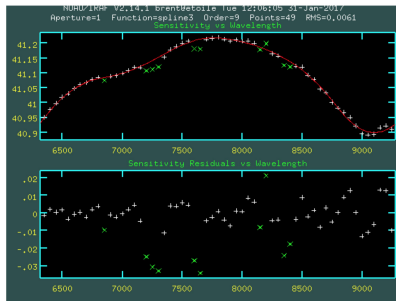 NOAO/IRAF V2.14.1 brent@etoile Tue 12:06:05 31-Jan-2017
Aperture=1 Function=spline3 Order=9 Points=49 RMS=0.0061
Sensitivity vs Wavelength
41.2
41.15
41.1
41.05
41
40.95
40.9
6500 7000 7500 8000 8500 9000
Sensitivity Residuals vs Wavelength
.02
.01
0
-.01
-.02
-.03
6500 7000 7500 8000 8500 9000